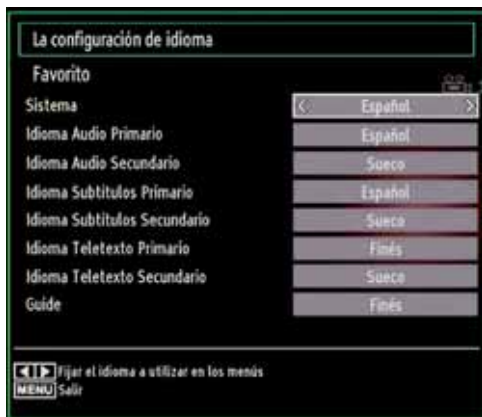 La configuración de idioma
Favorito
Sistema Español
Idioma Audio Primario Español
Idioma Audio Secundario Sueco
Idioma Subtítulos Primario Español
Idioma Subtítulos Secundario Sueco
Idioma Teletexto Primario Finés
Idioma Teletexto Secundario Sueco
Guide Finés
Fijar el idioma a utilizar en los menús
MENU Salir